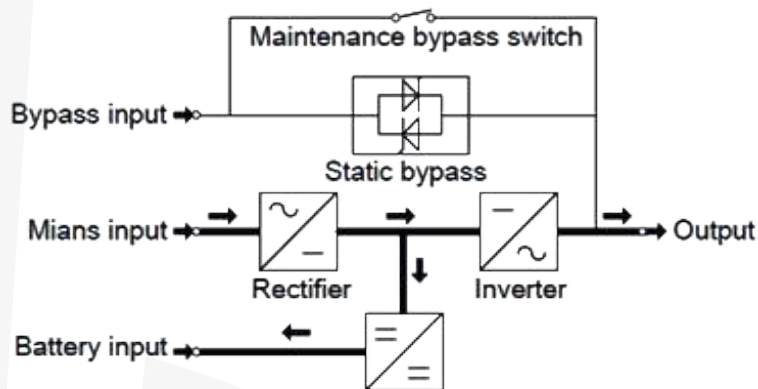 Maintenance bypass switch
Bypass input
Static bypass
Mians input
Output
Rectifier
Inverter
Battery input